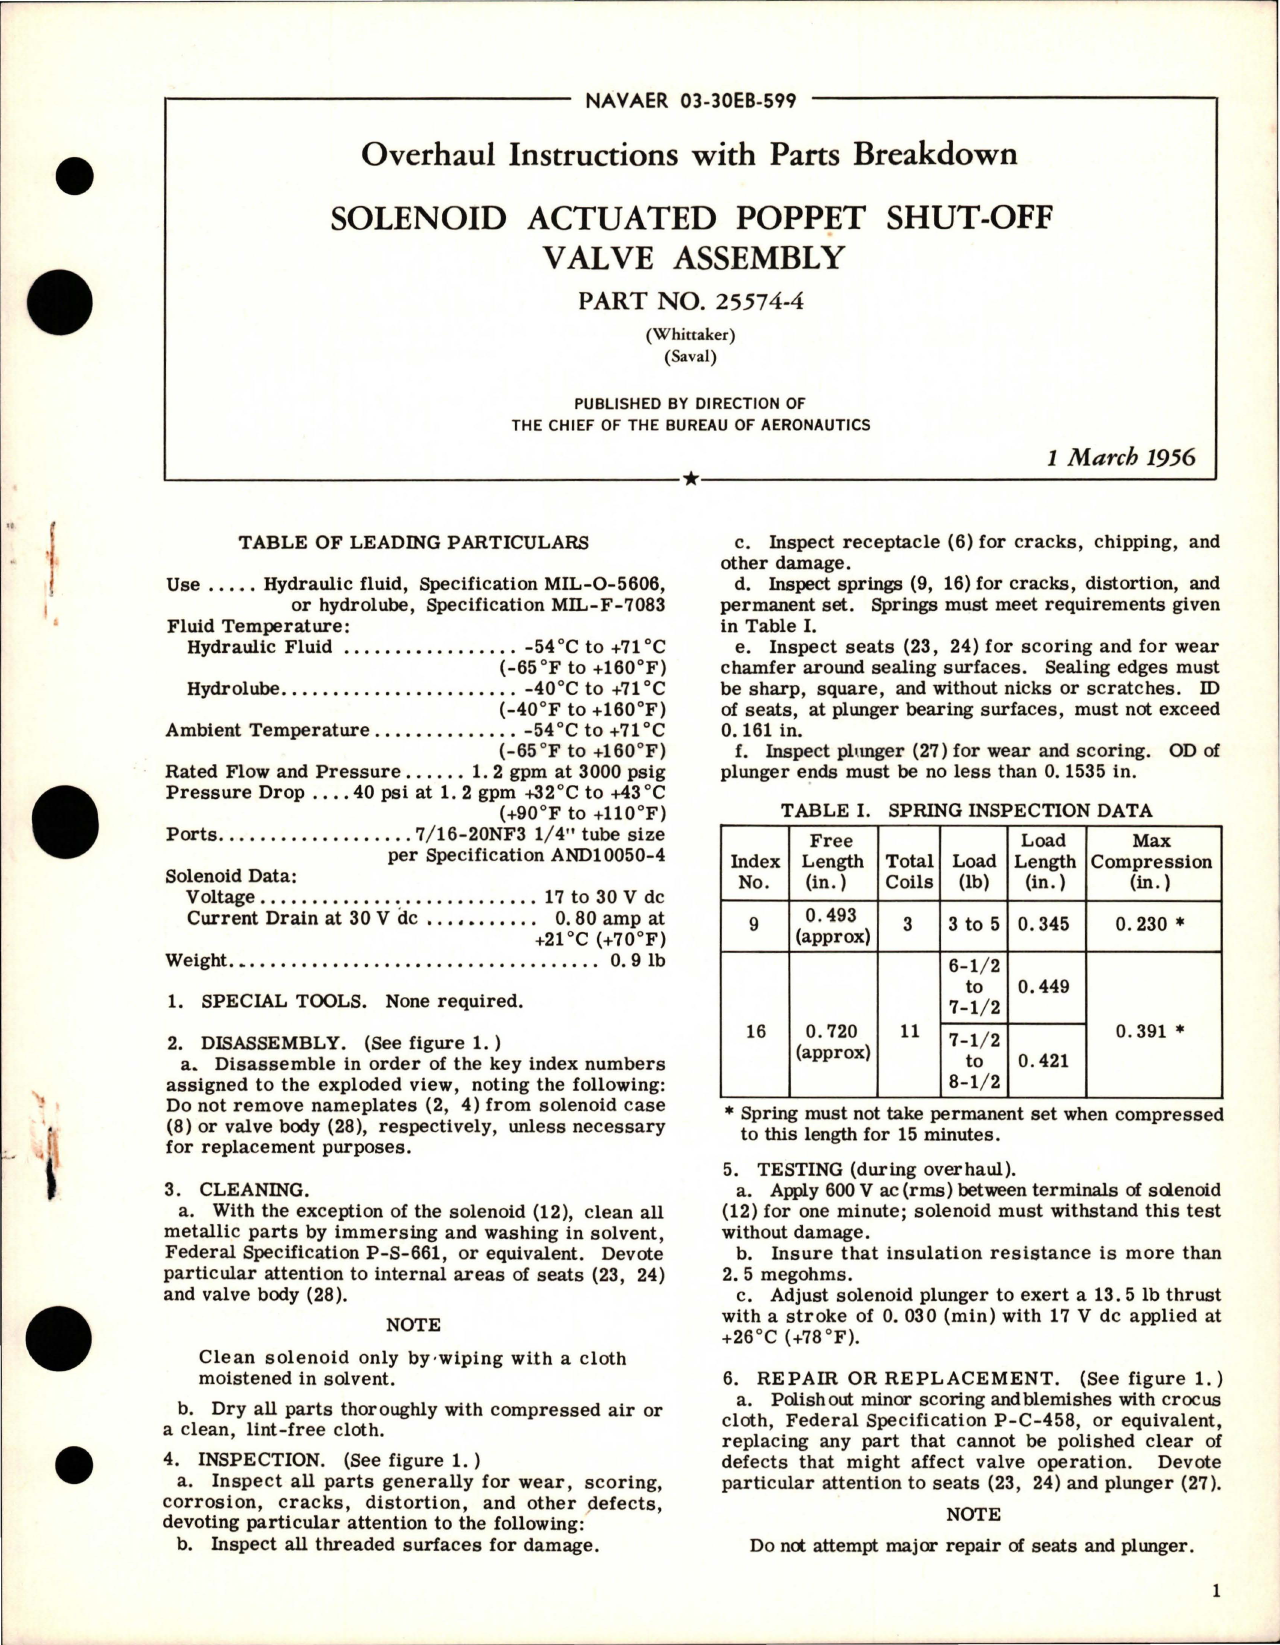 NAVAER 03-30EB-599
Overhaul Instructions with Parts Breakdown
SOLENOID ACTUATED POPPET SHUT-OFF
VALVE ASSEMBLY
PART NO. 25574-4
(Whittaker)
(Saval)
PUBLISHED BY DIRECTION OF
THE CHIEF OF THE BUREAU OF AERONAUTICS
1 March 1956
TABLE OF LEADING PARTICULARS
Use ..... Hydraulic fluid, Specification MIL-O-5606,
or hydrolube, Specification MIL-F-7083
Fluid Temperature:
Hydraulic Fluid ................. -54°C to +71°C
(-65°F to +160°F)
Hydrolube....................... -40°C to +71°C
(-40°F to +160°F)
Ambient Temperature.............. -54°C to +71°C
(-65°F to +160°F)
Rated Flow and Pressure...... 1.2 gpm at 3000 psig
Pressure Drop ....40 psi at 1.2 gpm +32°C to +43°C
(+90°F to +110°F)
Ports...................7/16-20NF3 1/4" tube size
per Specification AND10050-4
Solenoid Data:
Voltage............................ 17 to 30 V dc
Current Drain at 30 V dc ........... 0.80 amp at
+21°C (+70°F)
Weight..................................... 0.9 lb
1. SPECIAL TOOLS. None required.
2. DISASSEMBLY. (See figure 1.)
a. Disassemble in order of the key index numbers
assigned to the exploded view, noting the following:
Do not remove nameplates (2, 4) from solenoid case
(8) or valve body (28), respectively, unless necessary
for replacement purposes.
3. CLEANING.
a. With the exception of the solenoid (12), clean all
metallic parts by immersing and washing in solvent,
Federal Specification P-S-661, or equivalent. Devote
particular attention to internal areas of seats (23, 24)
and valve body (28).
NOTE
Clean solenoid only by wiping with a cloth
moistened in solvent.
b. Dry all parts thoroughly with compressed air or
a clean, lint-free cloth.
4. INSPECTION. (See figure 1.)
a. Inspect all parts generally for wear, scoring,
corrosion, cracks, distortion, and other defects,
devoting particular attention to the following:
b. Inspect all threaded surfaces for damage.
c. Inspect receptacle (6) for cracks, chipping, and
other damage.
d. Inspect springs (9, 16) for cracks, distortion, and
permanent set. Springs must meet requirements given
in Table I.
e. Inspect seats (23, 24) for scoring and for wear
chamfer around sealing surfaces. Sealing edges must
be sharp, square, and without nicks or scratches. ID
of seats, at plunger bearing surfaces, must not exceed
0.161 in.
f. Inspect plunger (27) for wear and scoring. OD of
plunger ends must be no less than 0.1535 in.
TABLE I. SPRING INSPECTION DATA
Index No. | Free Length (in.) | Total Coils | Load (lb) | Load Length (in.) | Max Compression (in.)
9 | 0.493 (approx) | 3 | 3 to 5 | 0.345 | 0.230 *
16 | 0.720 (approx) | 11 | 6-1/2 to 7-1/2 | 0.449 | 0.391 *
7-1/2 to 8-1/2 | 0.421
* Spring must not take permanent set when compressed
to this length for 15 minutes.
5. TESTING (during overhaul).
a. Apply 600 V ac (rms) between terminals of solenoid
(12) for one minute; solenoid must withstand this test
without damage.
b. Insure that insulation resistance is more than
2.5 megohms.
c. Adjust solenoid plunger to exert a 13.5 lb thrust
with a stroke of 0.030 (min) with 17 V dc applied at
+26°C (+78°F).
6. REPAIR OR REPLACEMENT. (See figure 1.)
a. Polish out minor scoring and blemishes with crocus
cloth, Federal Specification P-C-458, or equivalent,
replacing any part that cannot be polished clear of
defects that might affect valve operation. Devote
particular attention to seats (23, 24) and plunger (27).
NOTE
Do not attempt major repair of seats and plunger.
1